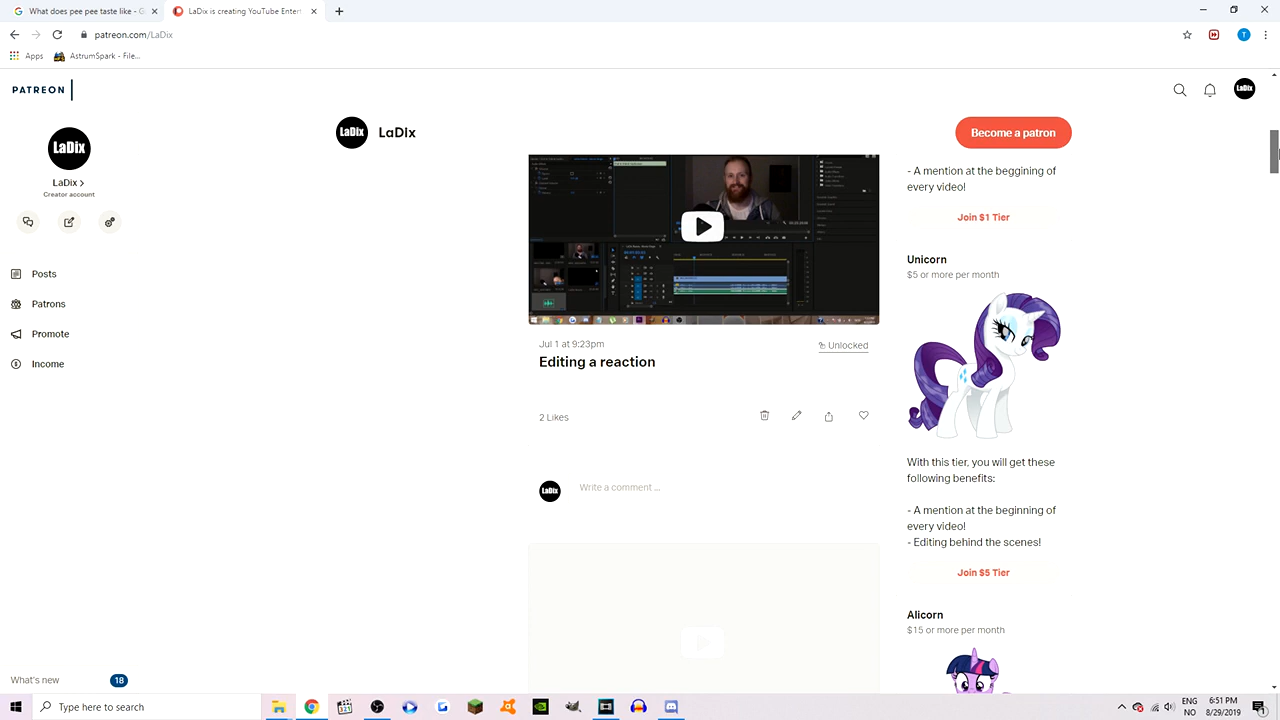 What does pee pee taste like - G
LaDix is creating YouTube Enter
patreon.com/LaDix
Apps
AstrumSpark - File...
PATREON
LaDix
LaDix
LaDix
LaDix
Become a patron
LaDix
Creator account
Posts
Patrons
Promote
Income
Jul 1 at 9:23pm
Unlocked
Editing a reaction
2 Likes
LaDix
Write a comment ...
- A mention at the beggining of
every video!
Join $1 Tier
Unicorn
$5 or more per month
With this tier, you will get these
following benefits:
- A mention at the beginning of
every video!
- Editing behind the scenes!
Join $5 Tier
Alicorn
$15 or more per month
What's new
18
Type here to search
ENG
NO
6:51 PM
8/29/2019